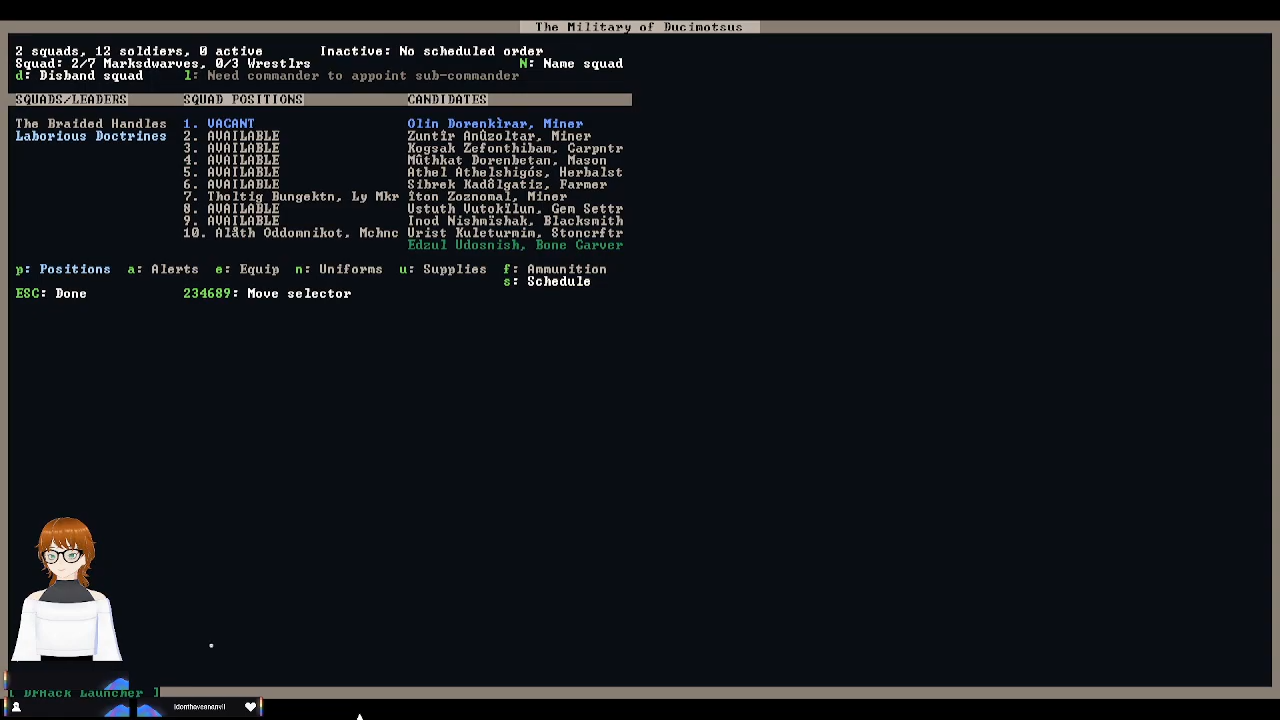 The Military of Ducimotsus
2 squads, 12 soldiers, 0 active Inactive: No scheduled order
Squad: 2/7 Marksdwarves, 0/3 Wrestlrs N: Name squad
d: Disband squad l: Need commander to appoint sub-commander
SQUADS/LEADERS SQUAD POSITIONS CANDIDATES
The Braided Handles 1. VACANT Olin Dorenkìrar, Miner
Laborious Doctrines 2. AVAILABLE Zuntîr Anûzoltar, Miner
3. AVAILABLE Kogsak Zefonthibam, Carpntr
4. AVAILABLE Mûthkat Dorenbetan, Mason
5. AVAILABLE Athel Athelshigós, Herbalst
6. AVAILABLE Sibrek Kadôlgatiz, Farmer
7. Tholtig Bungektn, Ly Mkr Îton Zoznomal, Miner
8. AVAILABLE Ustuth Vutokïlun, Gem Settr
9. AVAILABLE Inod Nishmïshak, Blacksmith
10. Alåth Oddomnikot, Mchnc Urist Kuleturmim, Stoncrftr
Edzul Udosnish, Bone Carver
p: Positions a: Alerts e: Equip n: Uniforms u: Supplies f: Ammunition
s: Schedule
ESC: Done 234689: Move selector
[ DFHack Launcher ]
idonthaveananvil